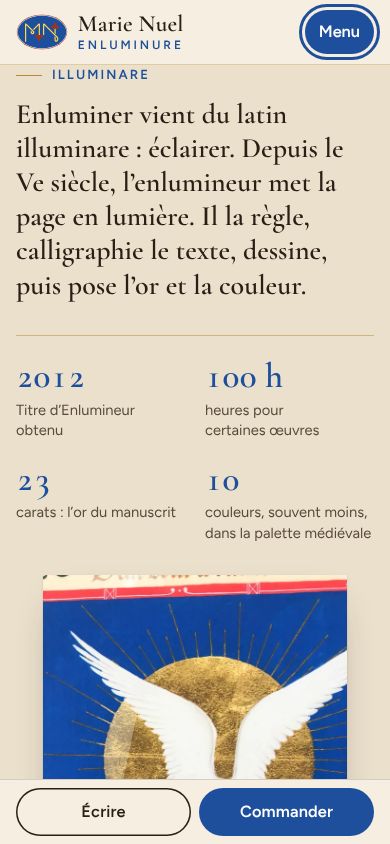 MN
Marie Nuel
ENLUMINURE
Menu
ILLUMINARE
Enluminer vient du latin
illuminare : éclairer. Depuis le
Ve siècle, l’enlumineur met la
page en lumière. Il la règle,
calligraphie le texte, dessine,
puis pose l’or et la couleur.
2012
Titre d’Enlumineur
obtenu
100 h
heures pour
certaines œuvres
23
carats : l’or du manuscrit
10
couleurs, souvent moins,
dans la palette médiévale
Écrire
Commander